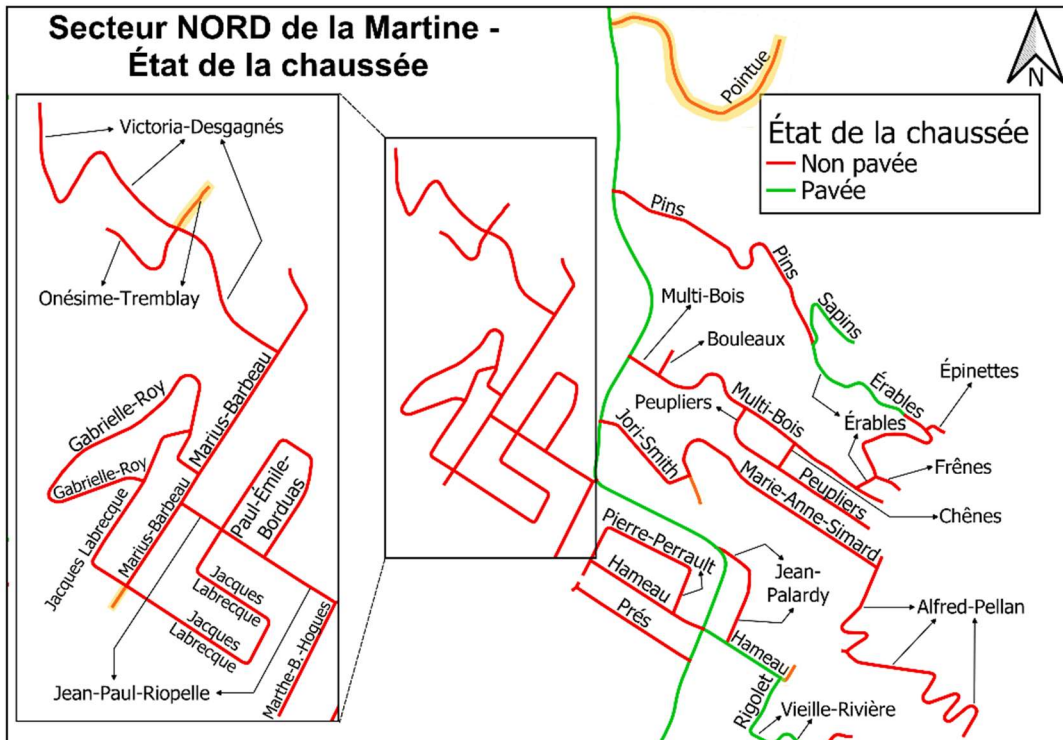 Secteur NORD de la Martine -
État de la chaussée
N
État de la chaussée
Non pavée
Pavée
Pointue
Victoria-Desgagnés
Onésime-Tremblay
Gabrielle-Roy
Gabrielle-Roy
Marius-Barbeau
Marius-Barbeau
Jacques Labrecque
Paul-Émile-
Borduas
Jacques
Labrecque
Jacques
Labrecque
Jean-Paul-Riopelle
Marthe-B.-Hogues
Pins
Pins
Sapins
Multi-Bois
Bouleaux
Érables
Épinettes
Peupliers
Multi-Bois
Érables
Jori-Smith
Frênes
Peupliers
Chênes
Marie-Anne-Simard
Pierre-Perrault
Hameau
Jean-
Palardy
Prés
Alfred-Pellan
Hameau
Rigolet
Vieille-Rivière